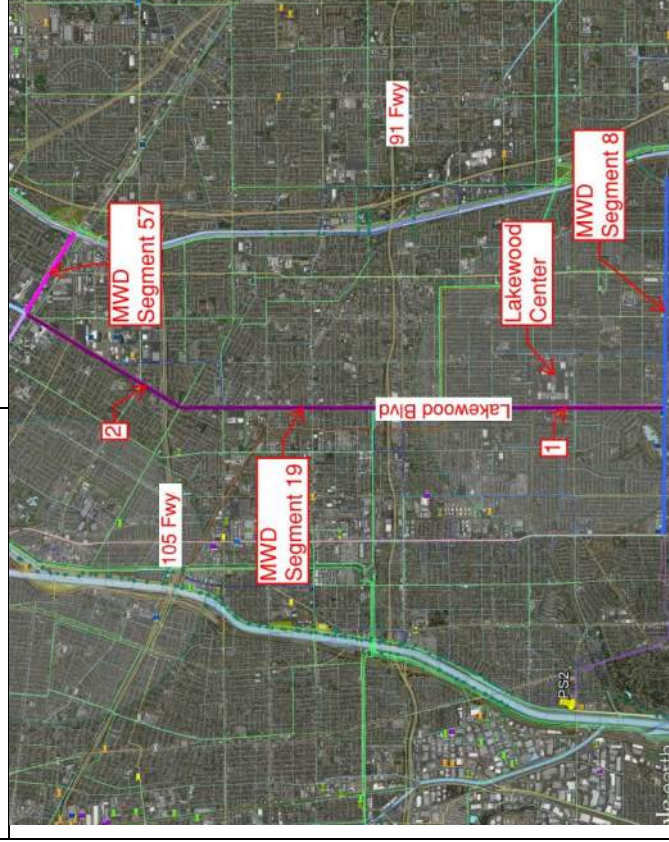 MWD
Segment 57
2
105 Fwy
91 Fwy
MWD
Segment 19
Lakewood Blvd
Lakewood
Center
1
MWD
Segment 8
PS2